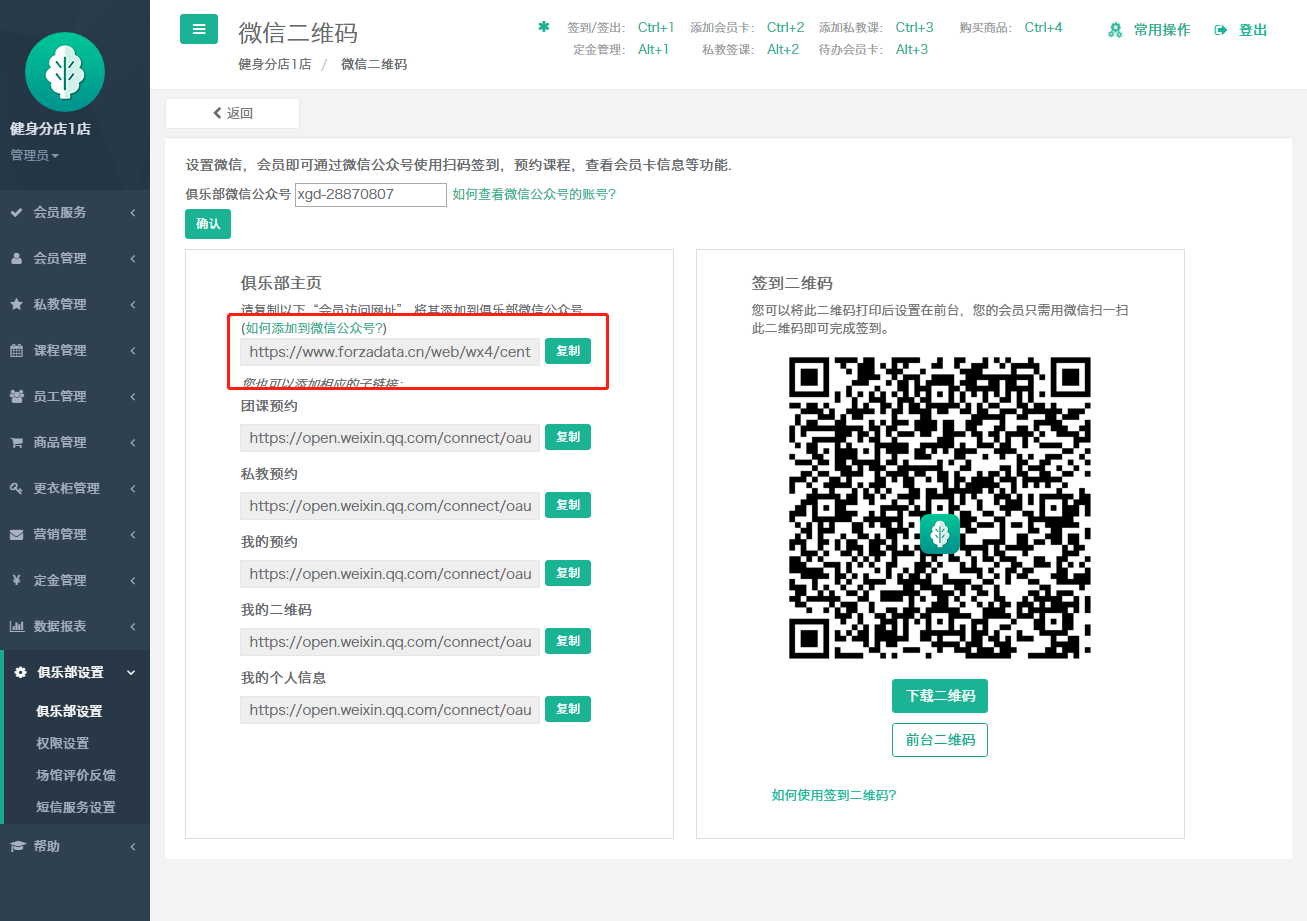 健身分店1店
管理员
会员服务
会员管理
私教管理
课程管理
员工管理
商品管理
更衣柜管理
营销管理
定金管理
数据报表
俱乐部设置
俱乐部设置
权限设置
场馆评价反馈
短信服务设置
帮助
微信二维码
健身分店1店 / 微信二维码
签到/签出: Ctrl+1 添加会员卡: Ctrl+2 添加私教课: Ctrl+3 购买商品: Ctrl+4
定金管理: Alt+1 私教签课: Alt+2 待办会员卡: Alt+3
常用操作 登出
返回
设置微信，会员即可通过微信公众号使用扫码签到，预约课程，查看会员卡信息等功能.
俱乐部微信公众号 xgd-28870807 如何查看微信公众号的账号?
确认
俱乐部主页
请复制以下“会员访问网址”，将其添加到俱乐部微信公众号
(如何添加到微信公众号?)
https://www.forzadata.cn/web/wx4/cent 复制
您也可以添加相应的子链接:
团课预约
https://open.weixin.qq.com/connect/oau 复制
私教预约
https://open.weixin.qq.com/connect/oau 复制
我的预约
https://open.weixin.qq.com/connect/oau 复制
我的二维码
https://open.weixin.qq.com/connect/oau 复制
我的个人信息
https://open.weixin.qq.com/connect/oau 复制
签到二维码
您可以将此二维码打印后设置在前台，您的会员只需用微信扫一扫
此二维码即可完成签到。
下载二维码
前台二维码
如何使用签到二维码?